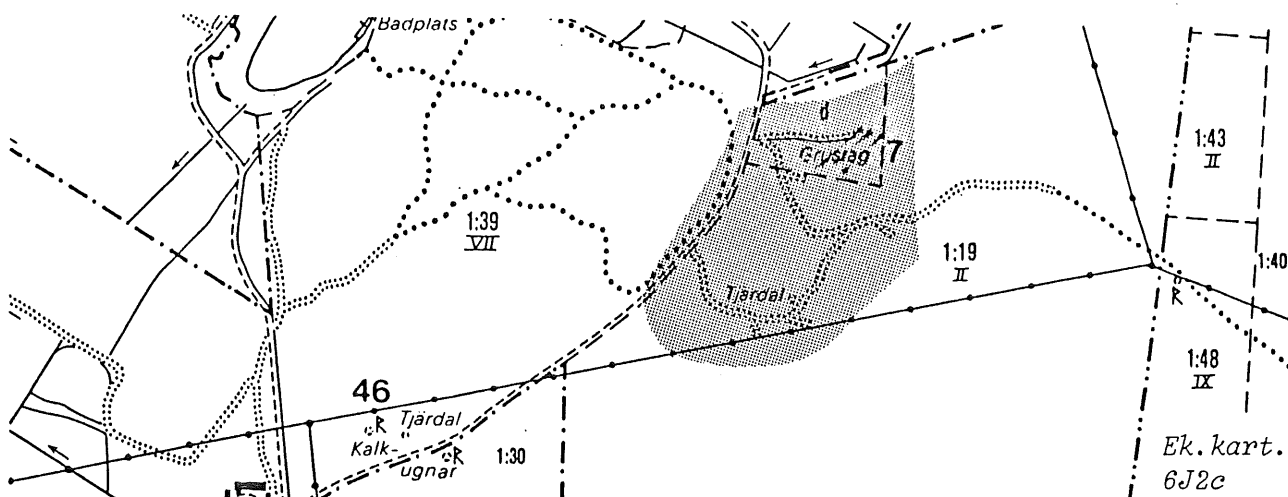 Badplats
Grustag 7
1:43
II
1:39
VII
1:19
II
1:40
Tjärdal
R
1:48
IX
46
R Tjärdal
Kalk-
ugnar
R
1:30
Ek. kart.
6J2c